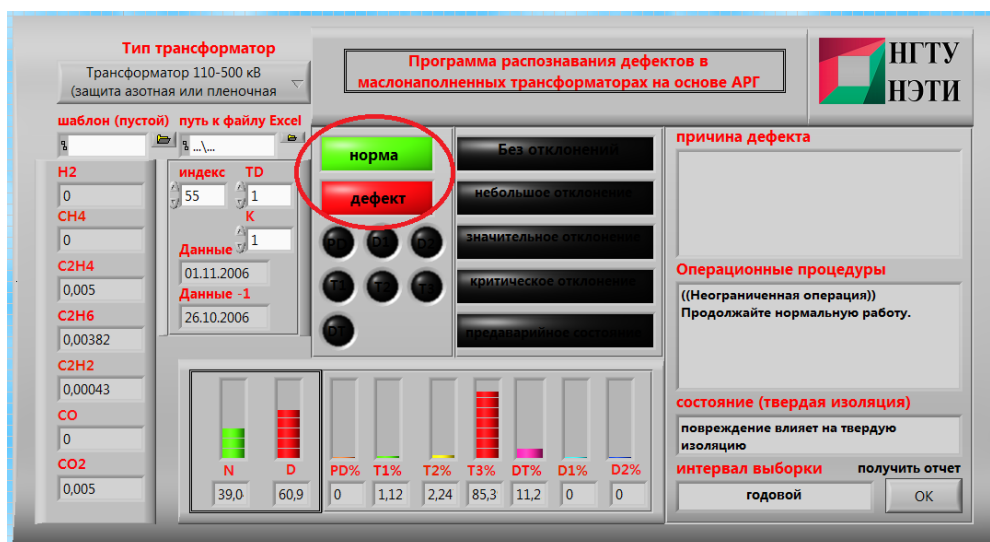 Тип трансформатор
Трансформатор 110-500 кВ
(защита азотная или пленочная
Программа распознавания дефектов в
маслонаполненных трансформаторах на основе АРГ
НГТУ
НЭТИ
шаблон (пустой) путь к файлу Excel
...\...
H2
0
CH4
0
C2H4
0,005
C2H6
0,00382
C2H2
0,00043
CO
0
CO2
0,005
индекс TD
55 1
K
1
Данные
01.11.2006
Данные -1
26.10.2006
норма
дефект
PD D1 D2
T1 T2 T3
DT
Без отклонений
небольшое отклонение
значительное отклонение
критическое отклонение
предаварийное состояние
N D PD% T1% T2% T3% DT% D1% D2%
39,0 60,9 0 1,12 2,24 85,3 11,2 0 0
причина дефекта
Операционные процедуры
((Неограниченная операция))
Продолжайте нормальную работу.
состояние (твердая изоляция)
повреждение влияет на твердую
изоляцию
интервал выборки получить отчет
годовой OK